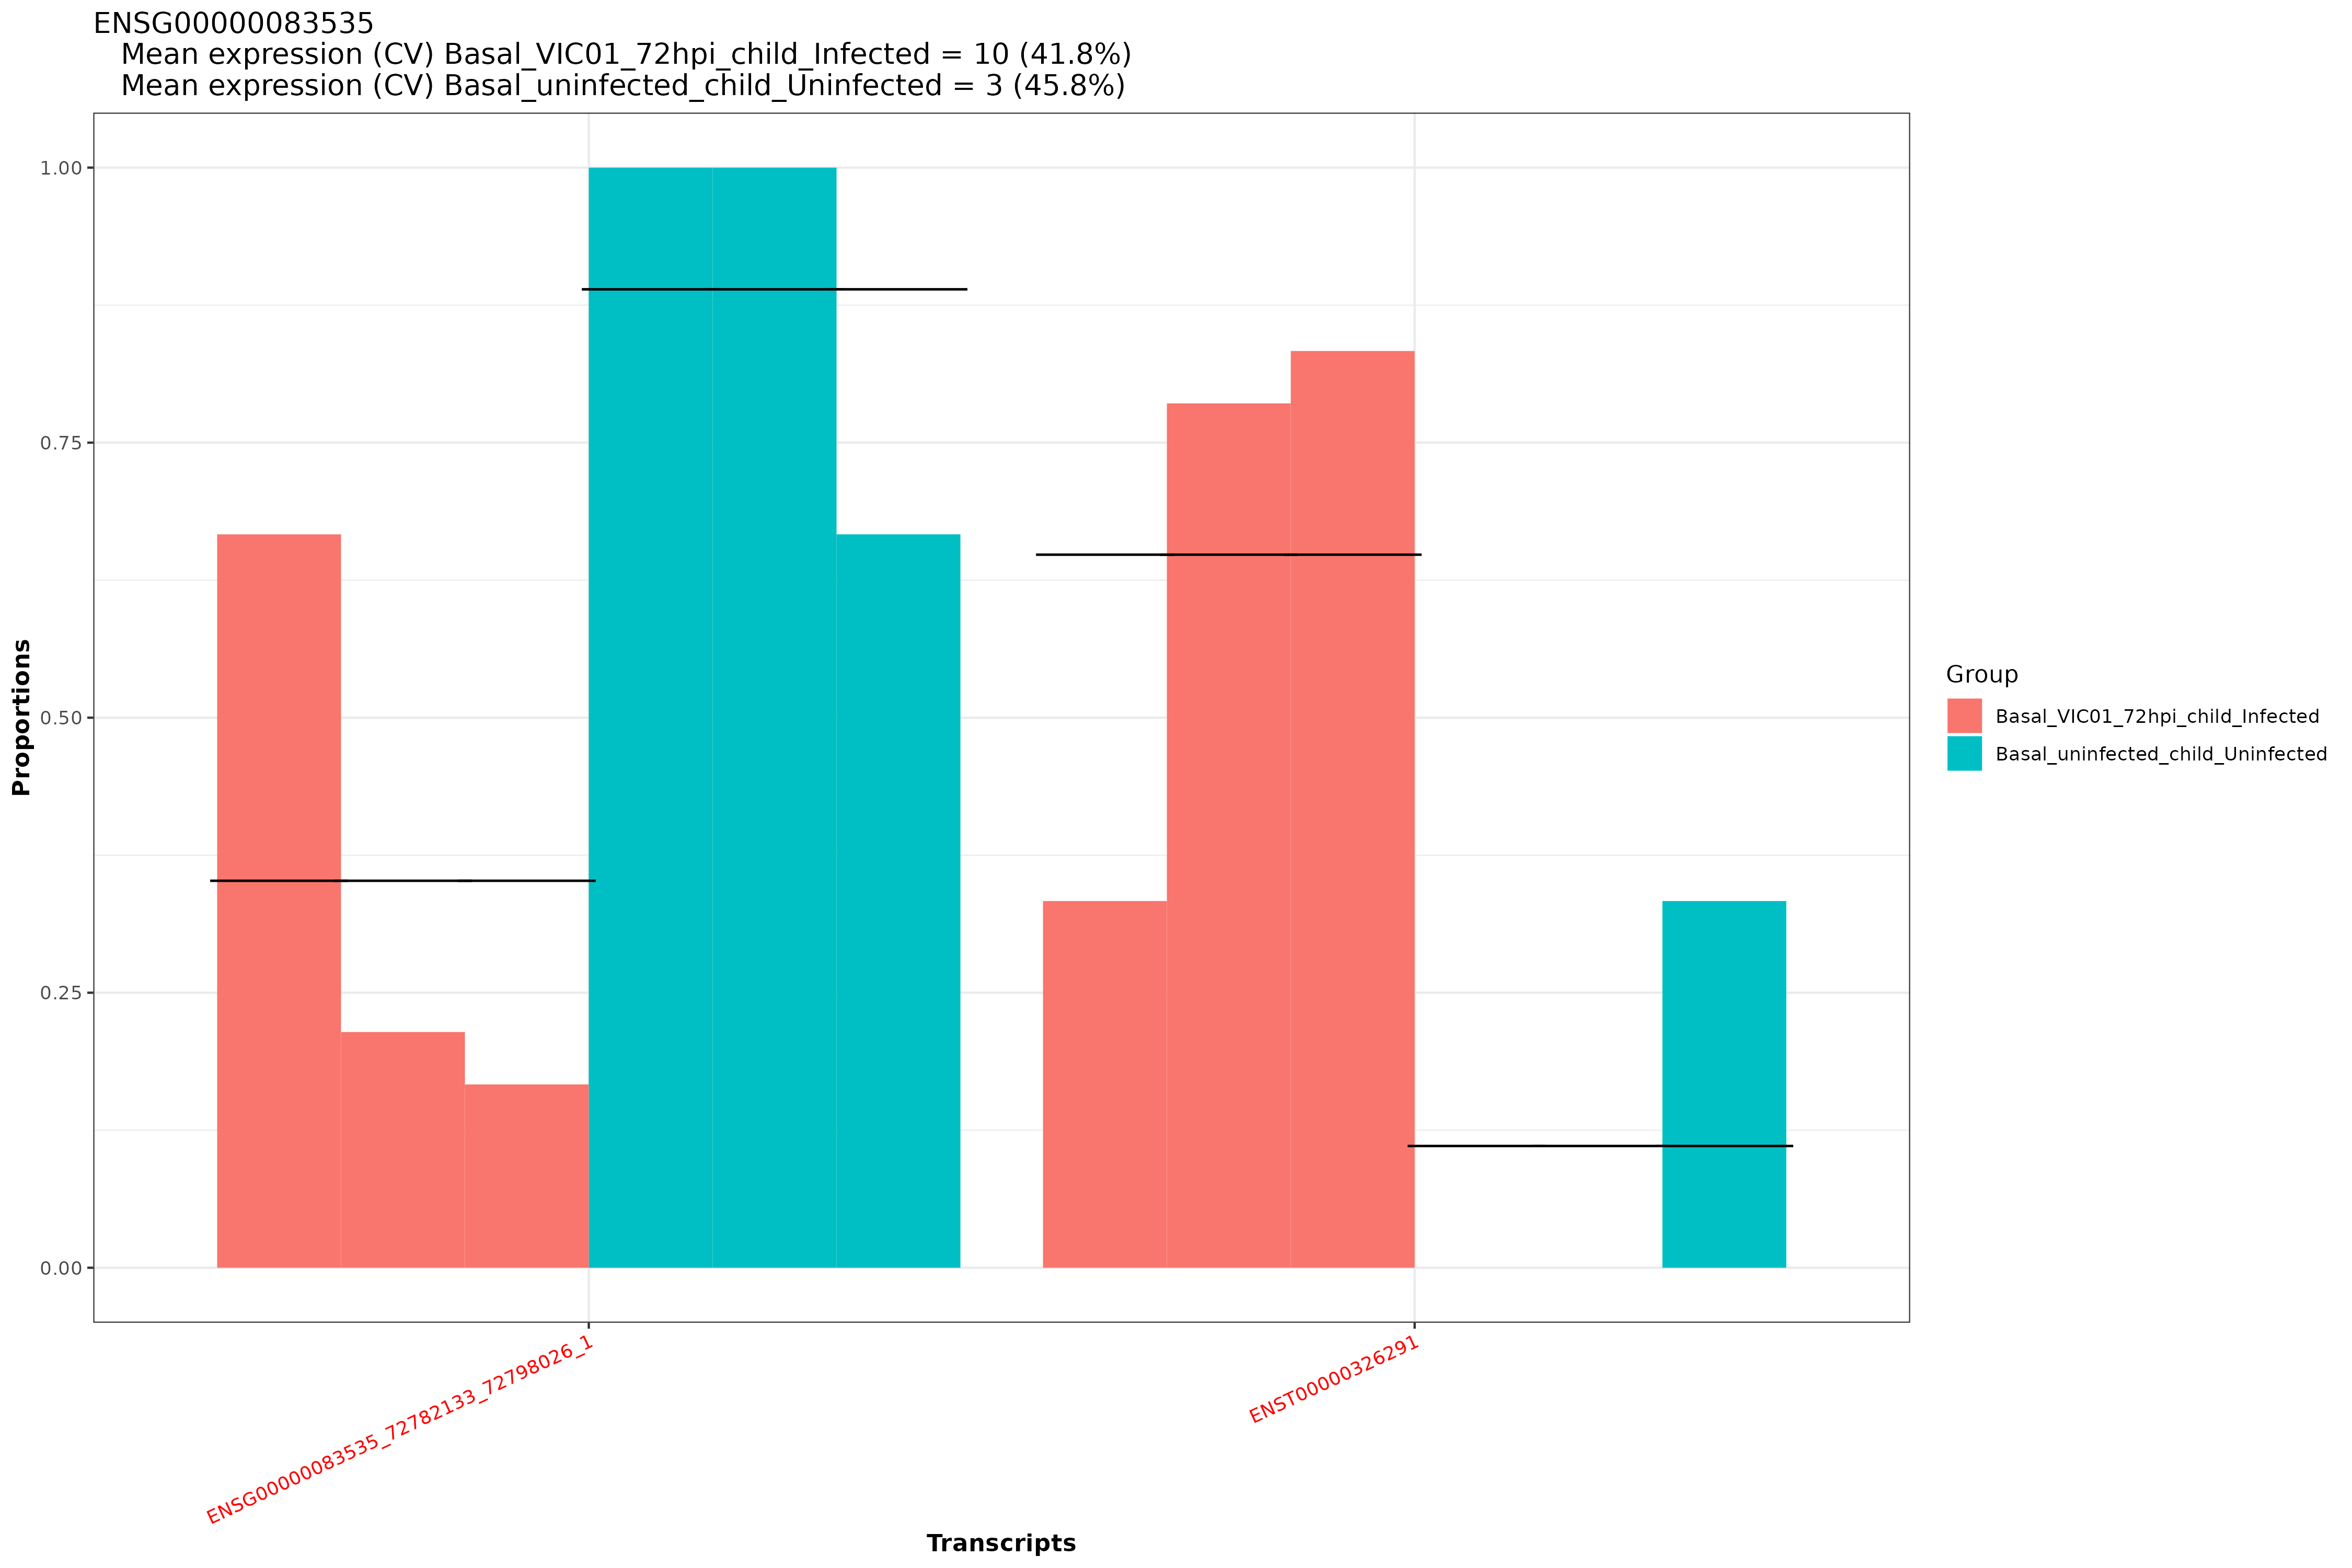 ENSG00000083535
Mean expression (CV) Basal_VIC01_72hpi_child_Infected = 10 (41.8%)
Mean expression (CV) Basal_uninfected_child_Uninfected = 3 (45.8%)
1.00
0.75
0.50
0.25
0.00
Proportions
ENSG00000083535_72782133_72798026_1
ENST00000326291
Transcripts
Group
Basal_VIC01_72hpi_child_Infected
Basal_uninfected_child_Uninfected